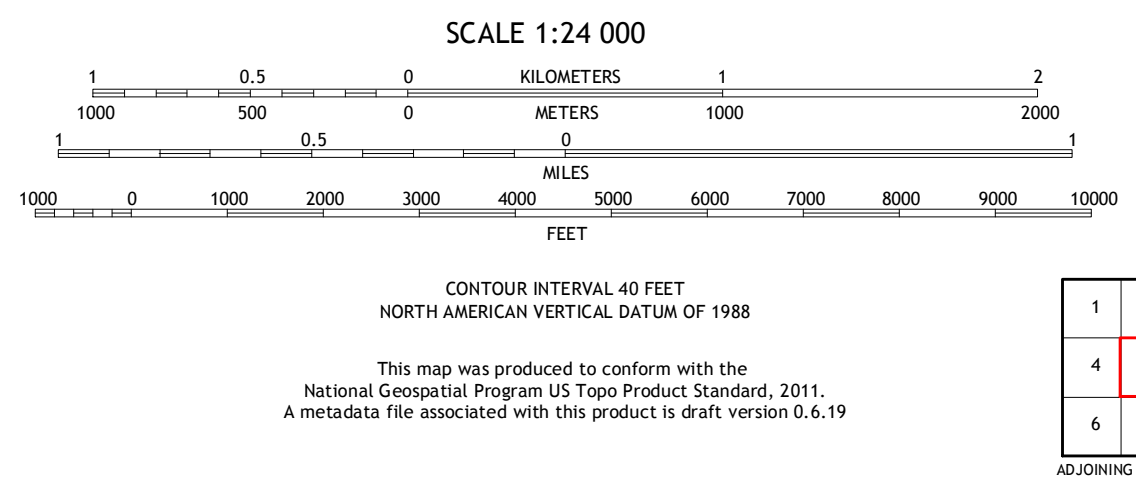 SCALE 1:24 000
1 0.5 0 KILOMETERS 1 2
1000 500 0 METERS 1000 2000
1 0.5 0 1
MILES
1000 0 1000 2000 3000 4000 5000 6000 7000 8000 9000 10000
FEET
CONTOUR INTERVAL 40 FEET
NORTH AMERICAN VERTICAL DATUM OF 1988
This map was produced to conform with the
National Geospatial Program US Topo Product Standard, 2011.
A metadata file associated with this product is draft version 0.6.19
1
4
6
ADJOINING